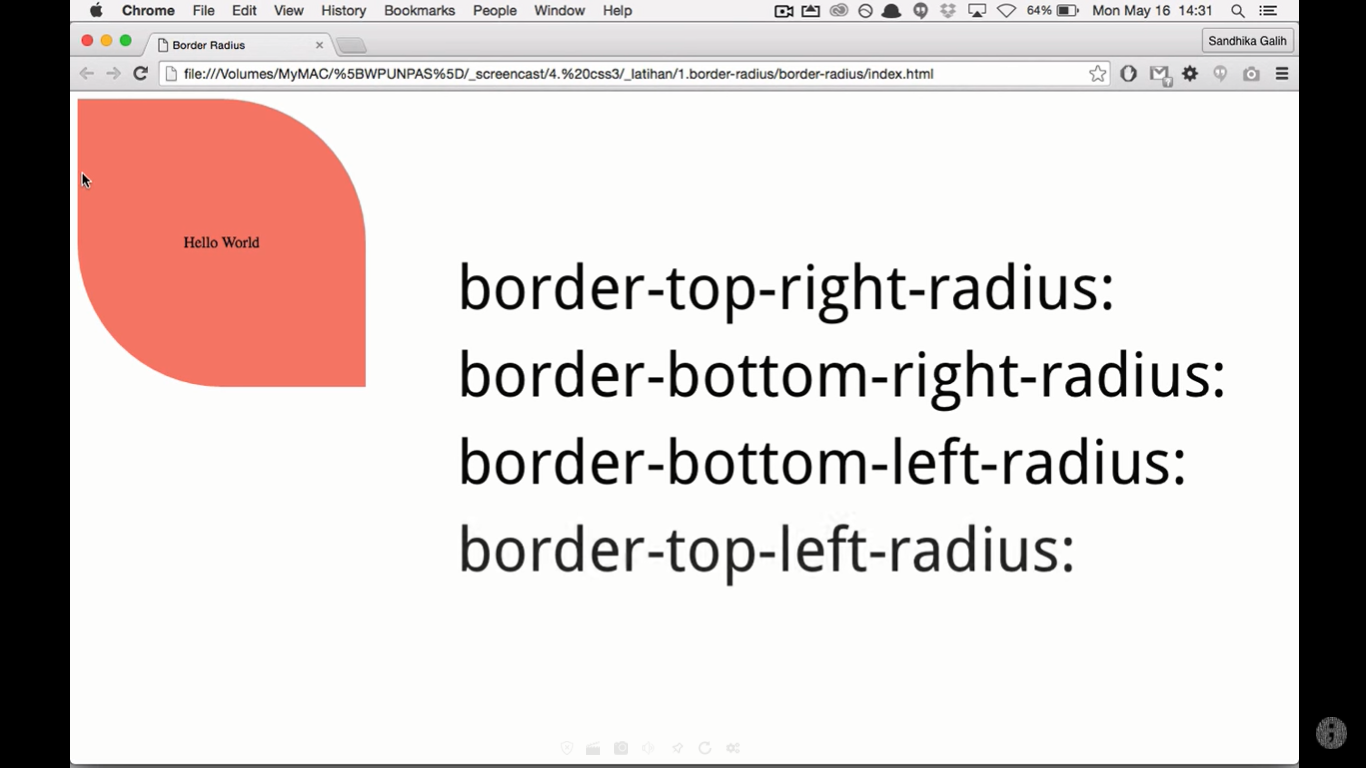 Chrome File Edit View History Bookmarks People Window Help 64% Mon May 16 14:31
Border Radius Sandhika Galih
file:///Volumes/MyMAC/%5BWPUNPAS%5D/_screencast/4.%20css3/_latihan/1.border-radius/border-radius/index.html
Hello World
border-top-right-radius:
border-bottom-right-radius:
border-bottom-left-radius:
border-top-left-radius: